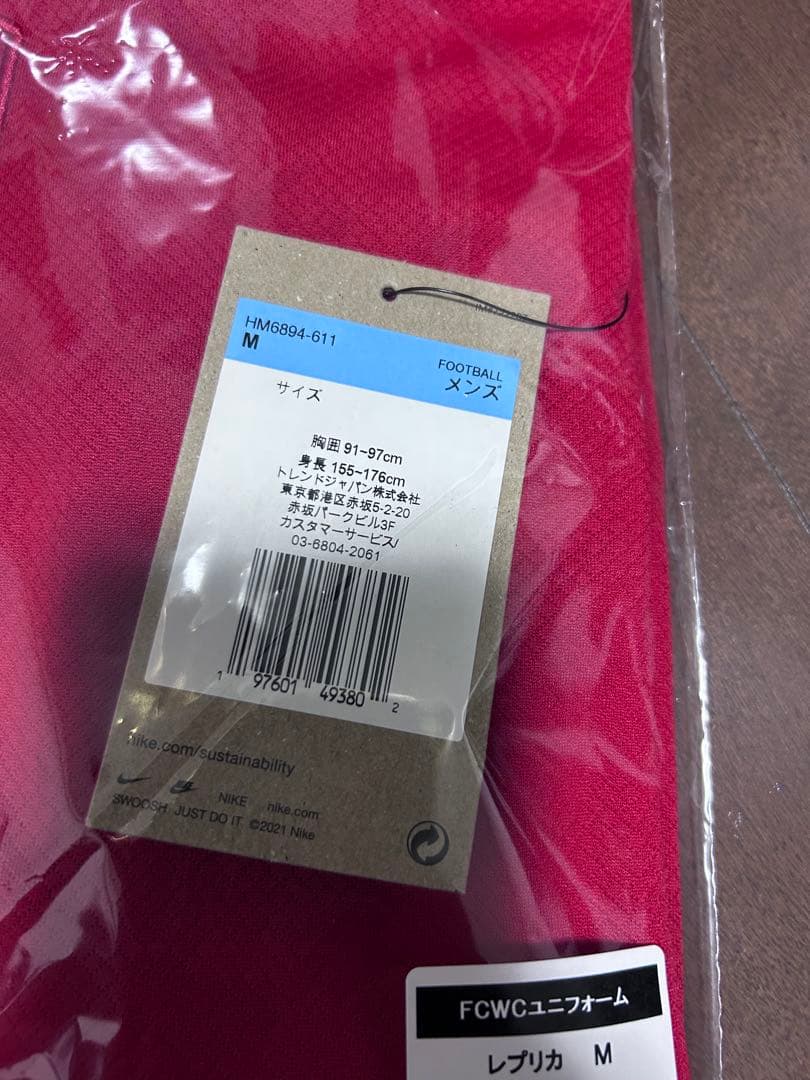 HM6894-611
M
FOOTBALL
メンズ
サイズ
胸囲 91~97cm
身長 155~176cm
トレンドジャパン株式会社
東京都港区赤坂5-2-20
赤坂パークビル3F
カスタマーサービス/
03-6804-2061
1 97601 49380 2
nike.com/sustainability
NIKE nike.com
SWOOSH JUST DO IT ©2021 Nike
FCWCユニフォーム
レプリカ M